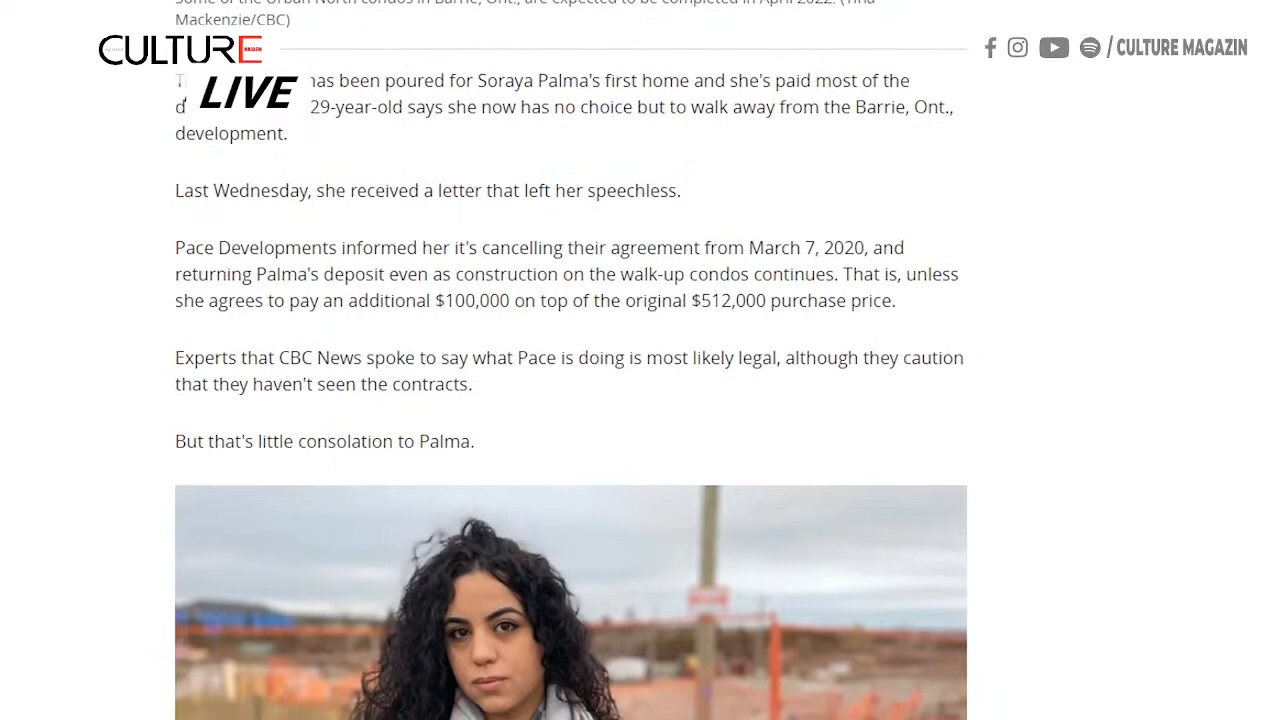 Some of the Urban North condos in Barrie, Ont., are expected to be completed in April 2022. (Tina
Mackenzie/CBC)
CULTURE
MAGAZIN
LIVE
/ CULTURE MAGAZIN
has been poured for Soraya Palma's first home and she's paid most of the
29-year-old says she now has no choice but to walk away from the Barrie, Ont.,
development.
Last Wednesday, she received a letter that left her speechless.
Pace Developments informed her it's cancelling their agreement from March 7, 2020, and
returning Palma's deposit even as construction on the walk-up condos continues. That is, unless
she agrees to pay an additional $100,000 on top of the original $512,000 purchase price.
Experts that CBC News spoke to say what Pace is doing is most likely legal, although they caution
that they haven't seen the contracts.
But that's little consolation to Palma.